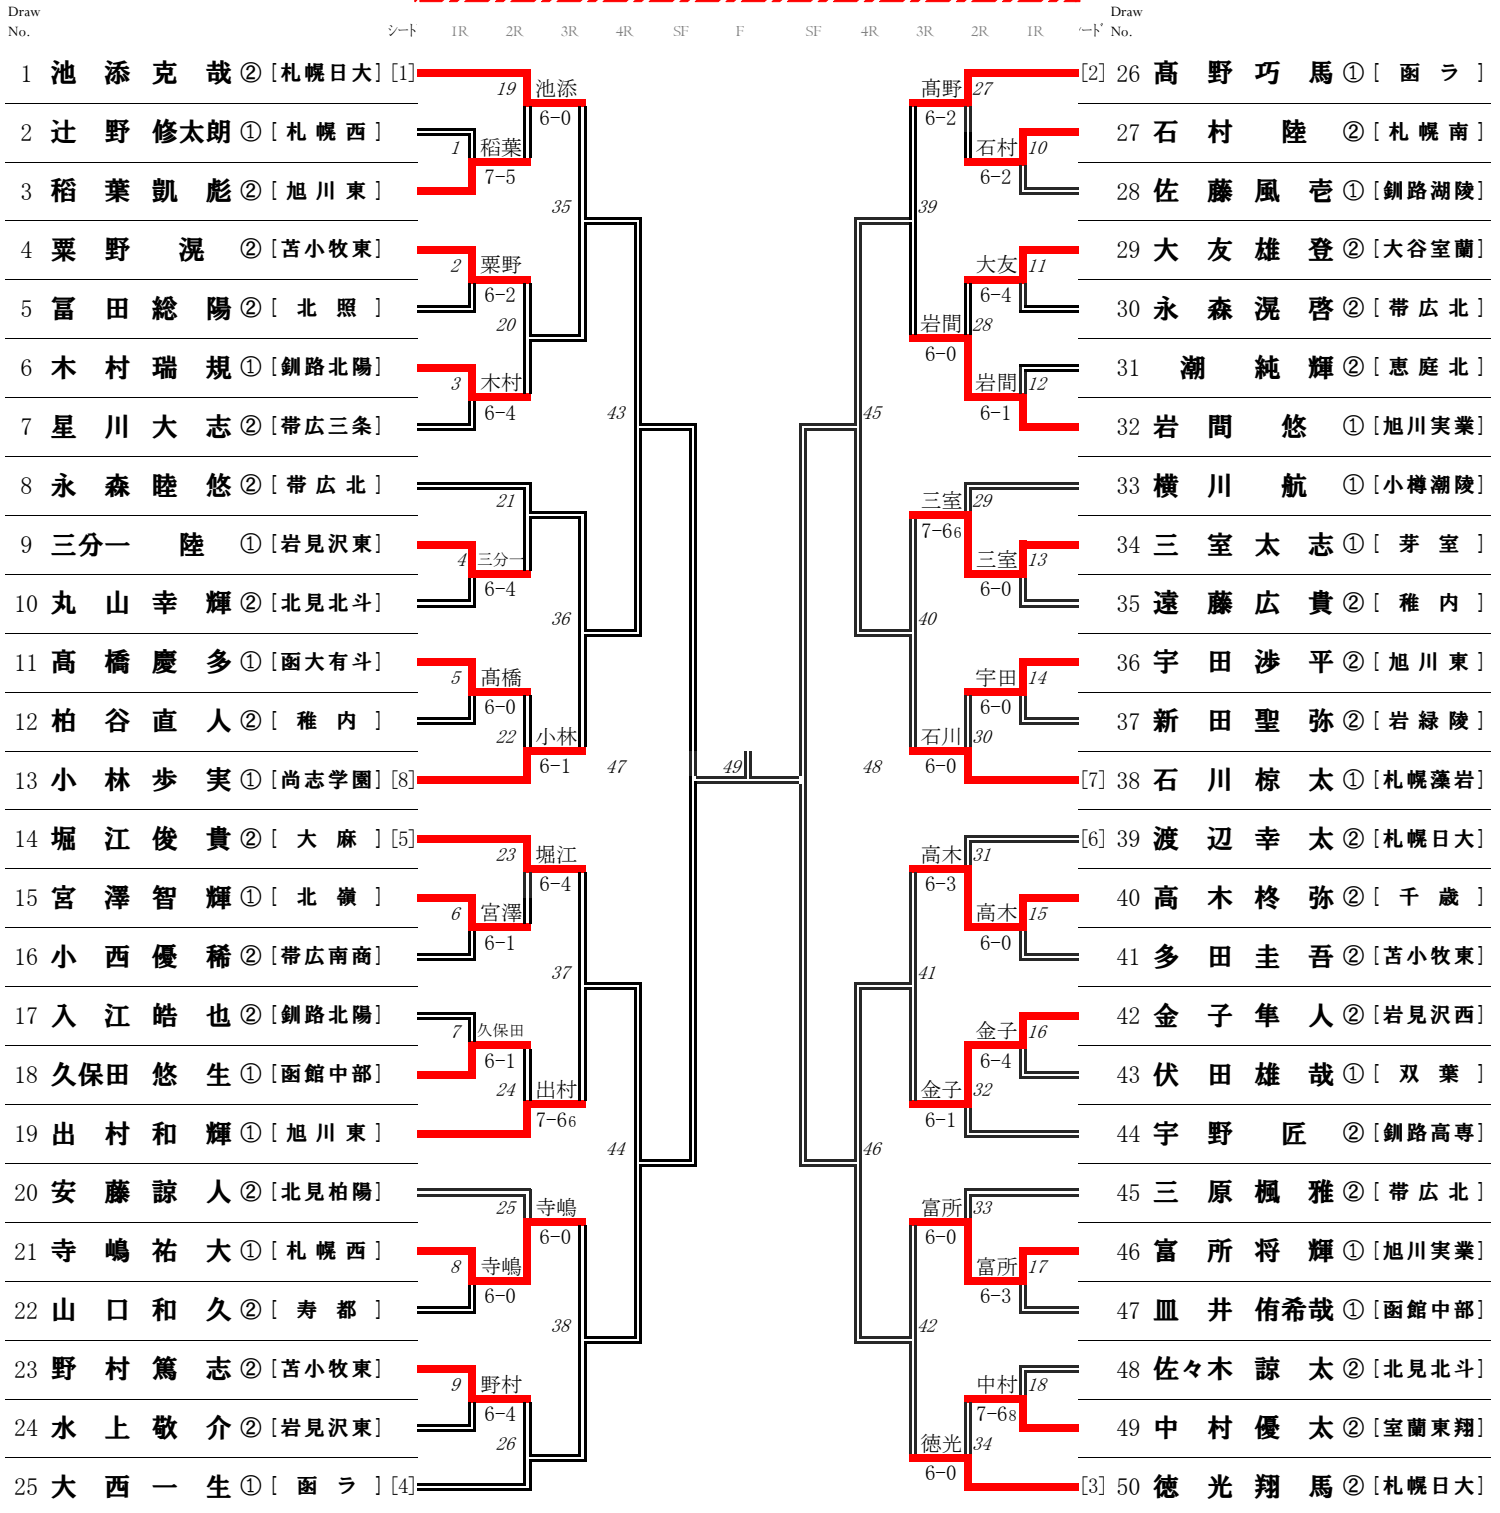 Draw
No. シード 1R 2R 3R 4R SF F SF 4R 3R 2R 1R シード Draw No.
1 池添克哉 ② [札幌日大] [1]
2 辻野修太朗 ① [札幌西]
3 稲葉凱彪 ② [旭川東]
4 粟野滉 ② [苫小牧東]
5 冨田総陽 ② [北照]
6 木村瑞規 ① [釧路北陽]
7 星川大志 ② [帯広三条]
8 永森睦悠 ② [帯広北]
9 三分一陸 ① [岩見沢東]
10 丸山幸輝 ② [北見北斗]
11 髙橋慶多 ① [函大有斗]
12 柏谷直人 ② [稚内]
13 小林歩実 ① [尚志学園] [8]
14 堀江俊貴 ② [大麻] [5]
15 宮澤智輝 ① [北嶺]
16 小西優稀 ② [帯広南商]
17 入江皓也 ② [釧路北陽]
18 久保田悠生 ① [函館中部]
19 出村和輝 ① [旭川東]
20 安藤諒人 ② [北見柏陽]
21 寺嶋祐大 ① [札幌西]
22 山口和久 ② [寿都]
23 野村篤志 ② [苫小牧東]
24 水上敬介 ② [岩見沢東]
25 大西一生 ① [函ラ] [4]
1 稲葉
7-5
2 粟野
6-2
3 木村
6-4
4 三分一
6-4
5 髙橋
6-0
6 宮澤
6-1
7 久保田
6-1
8 寺嶋
6-0
9 野村
6-4
19 池添
6-0
20
21
22 小林
6-1
23 堀江
6-4
24 出村
7-66
25 寺嶋
6-0
26
35
36
37
38
43
44
47
49
48
45
46
39
40
41
42
髙野 27
6-2
岩間 28
6-0
三室 29
7-66
石川 30
6-0
高木 31
6-3
金子 32
6-1
富所 33
6-0
徳光 34
6-0
石村 10
6-2
大友 11
6-4
岩間 12
6-1
三室 13
6-0
宇田 14
6-0
高木 15
6-0
金子 16
6-4
富所 17
6-3
中村 18
7-68
[2] 26 髙野巧馬 ① [函ラ]
27 石村陸 ② [札幌南]
28 佐藤風壱 ① [釧路湖陵]
29 大友雄登 ② [大谷室蘭]
30 永森滉啓 ② [帯広北]
31 潮純輝 ② [恵庭北]
32 岩間悠 ① [旭川実業]
33 横川航 ① [小樽潮陵]
34 三室太志 ① [芽室]
35 遠藤広貴 ② [稚内]
36 宇田渉平 ② [旭川東]
37 新田聖弥 ② [岩緑陵]
[7] 38 石川椋太 ① [札幌藻岩]
[6] 39 渡辺幸太 ② [札幌日大]
40 高木柊弥 ② [千歳]
41 多田圭吾 ② [苫小牧東]
42 金子隼人 ② [岩見沢西]
43 伏田雄哉 ① [双葉]
44 宇野匠 ② [釧路高専]
45 三原楓雅 ② [帯広北]
46 富所将輝 ① [旭川実業]
47 皿井侑希哉 ① [函館中部]
48 佐々木諒太 ② [北見北斗]
49 中村優太 ② [室蘭東翔]
[3] 50 徳光翔馬 ② [札幌日大]